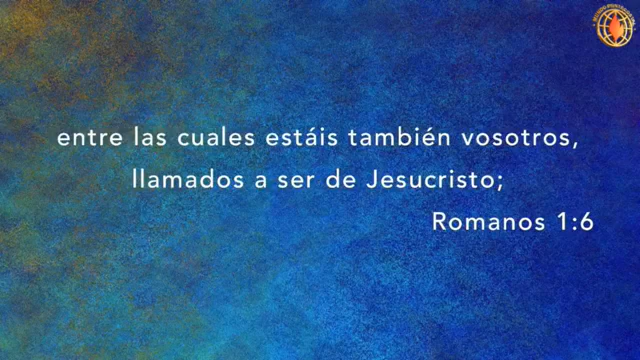 entre las cuales estáis también vosotros,
llamados a ser de Jesucristo;
Romanos 1:6